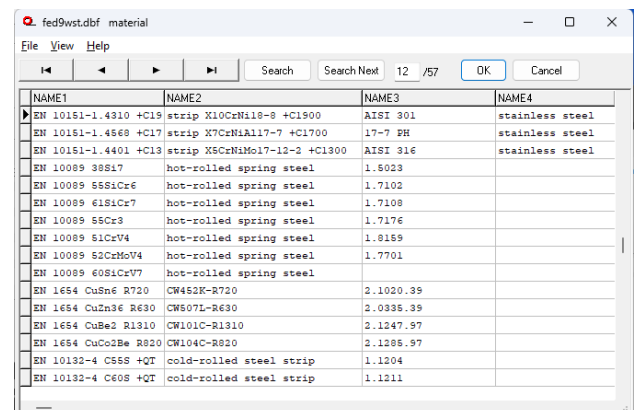 fed9wst.dbf material
File View Help
Search Search Next 12 /57 OK Cancel
NAME1 NAME2 NAME3 NAME4
EN 10151-1.4310 +C19 strip X10CrNi18-8 +C1900 AISI 301 stainless steel
EN 10151-1.4568 +C17 strip X7CrNiAl17-7 +C1700 17-7 PH stainless steel
EN 10151-1.4401 +C13 strip X5CrNiMo17-12-2 +C1300 AISI 316 stainless steel
EN 10089 38Si7 hot-rolled spring steel 1.5023
EN 10089 55SiCr6 hot-rolled spring steel 1.7102
EN 10089 61SiCr7 hot-rolled spring steel 1.7108
EN 10089 55Cr3 hot-rolled spring steel 1.7176
EN 10089 51CrV4 hot-rolled spring steel 1.8159
EN 10089 52CrMoV4 hot-rolled spring steel 1.7701
EN 10089 60SiCrV7 hot-rolled spring steel
EN 1654 CuSn6 R720 CW452K-R720 2.1020.39
EN 1654 CuZn36 R630 CW507L-R630 2.0335.39
EN 1654 CuBe2 R1310 CW101C-R1310 2.1247.97
EN 1654 CuCo2Be R820 CW104C-R820 2.1285.97
EN 10132-4 C55S +QT cold-rolled steel strip 1.1204
EN 10132-4 C60S +QT cold-rolled steel strip 1.1211